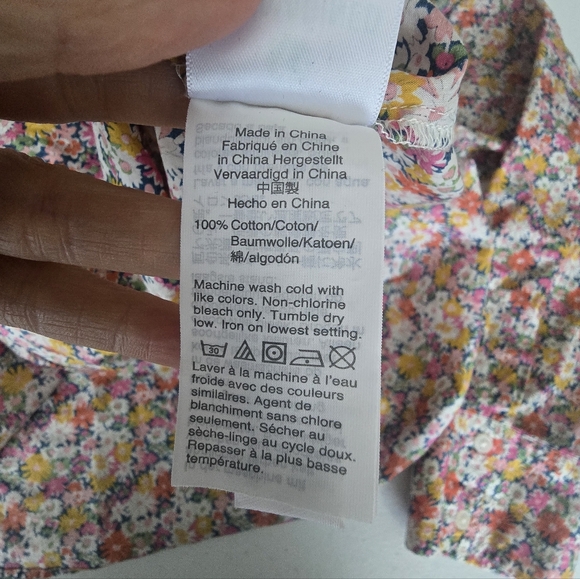 Made in China
Fabriqué en Chine
in China Hergestellt
Vervaardigd in China
中国製
Hecho en China
100% Cotton/Coton/
Baumwolle/Katoen/
綿/algodón
Machine wash cold with
like colors. Non-chlorine
bleach only. Tumble dry
low. Iron on lowest setting.
30
Laver à la machine à l'eau
froide avec des couleurs
similaires. Agent de
blanchiment sans chlore
seulement. Sécher au
sèche-linge au cycle doux.
Repasser à la plus basse
température.